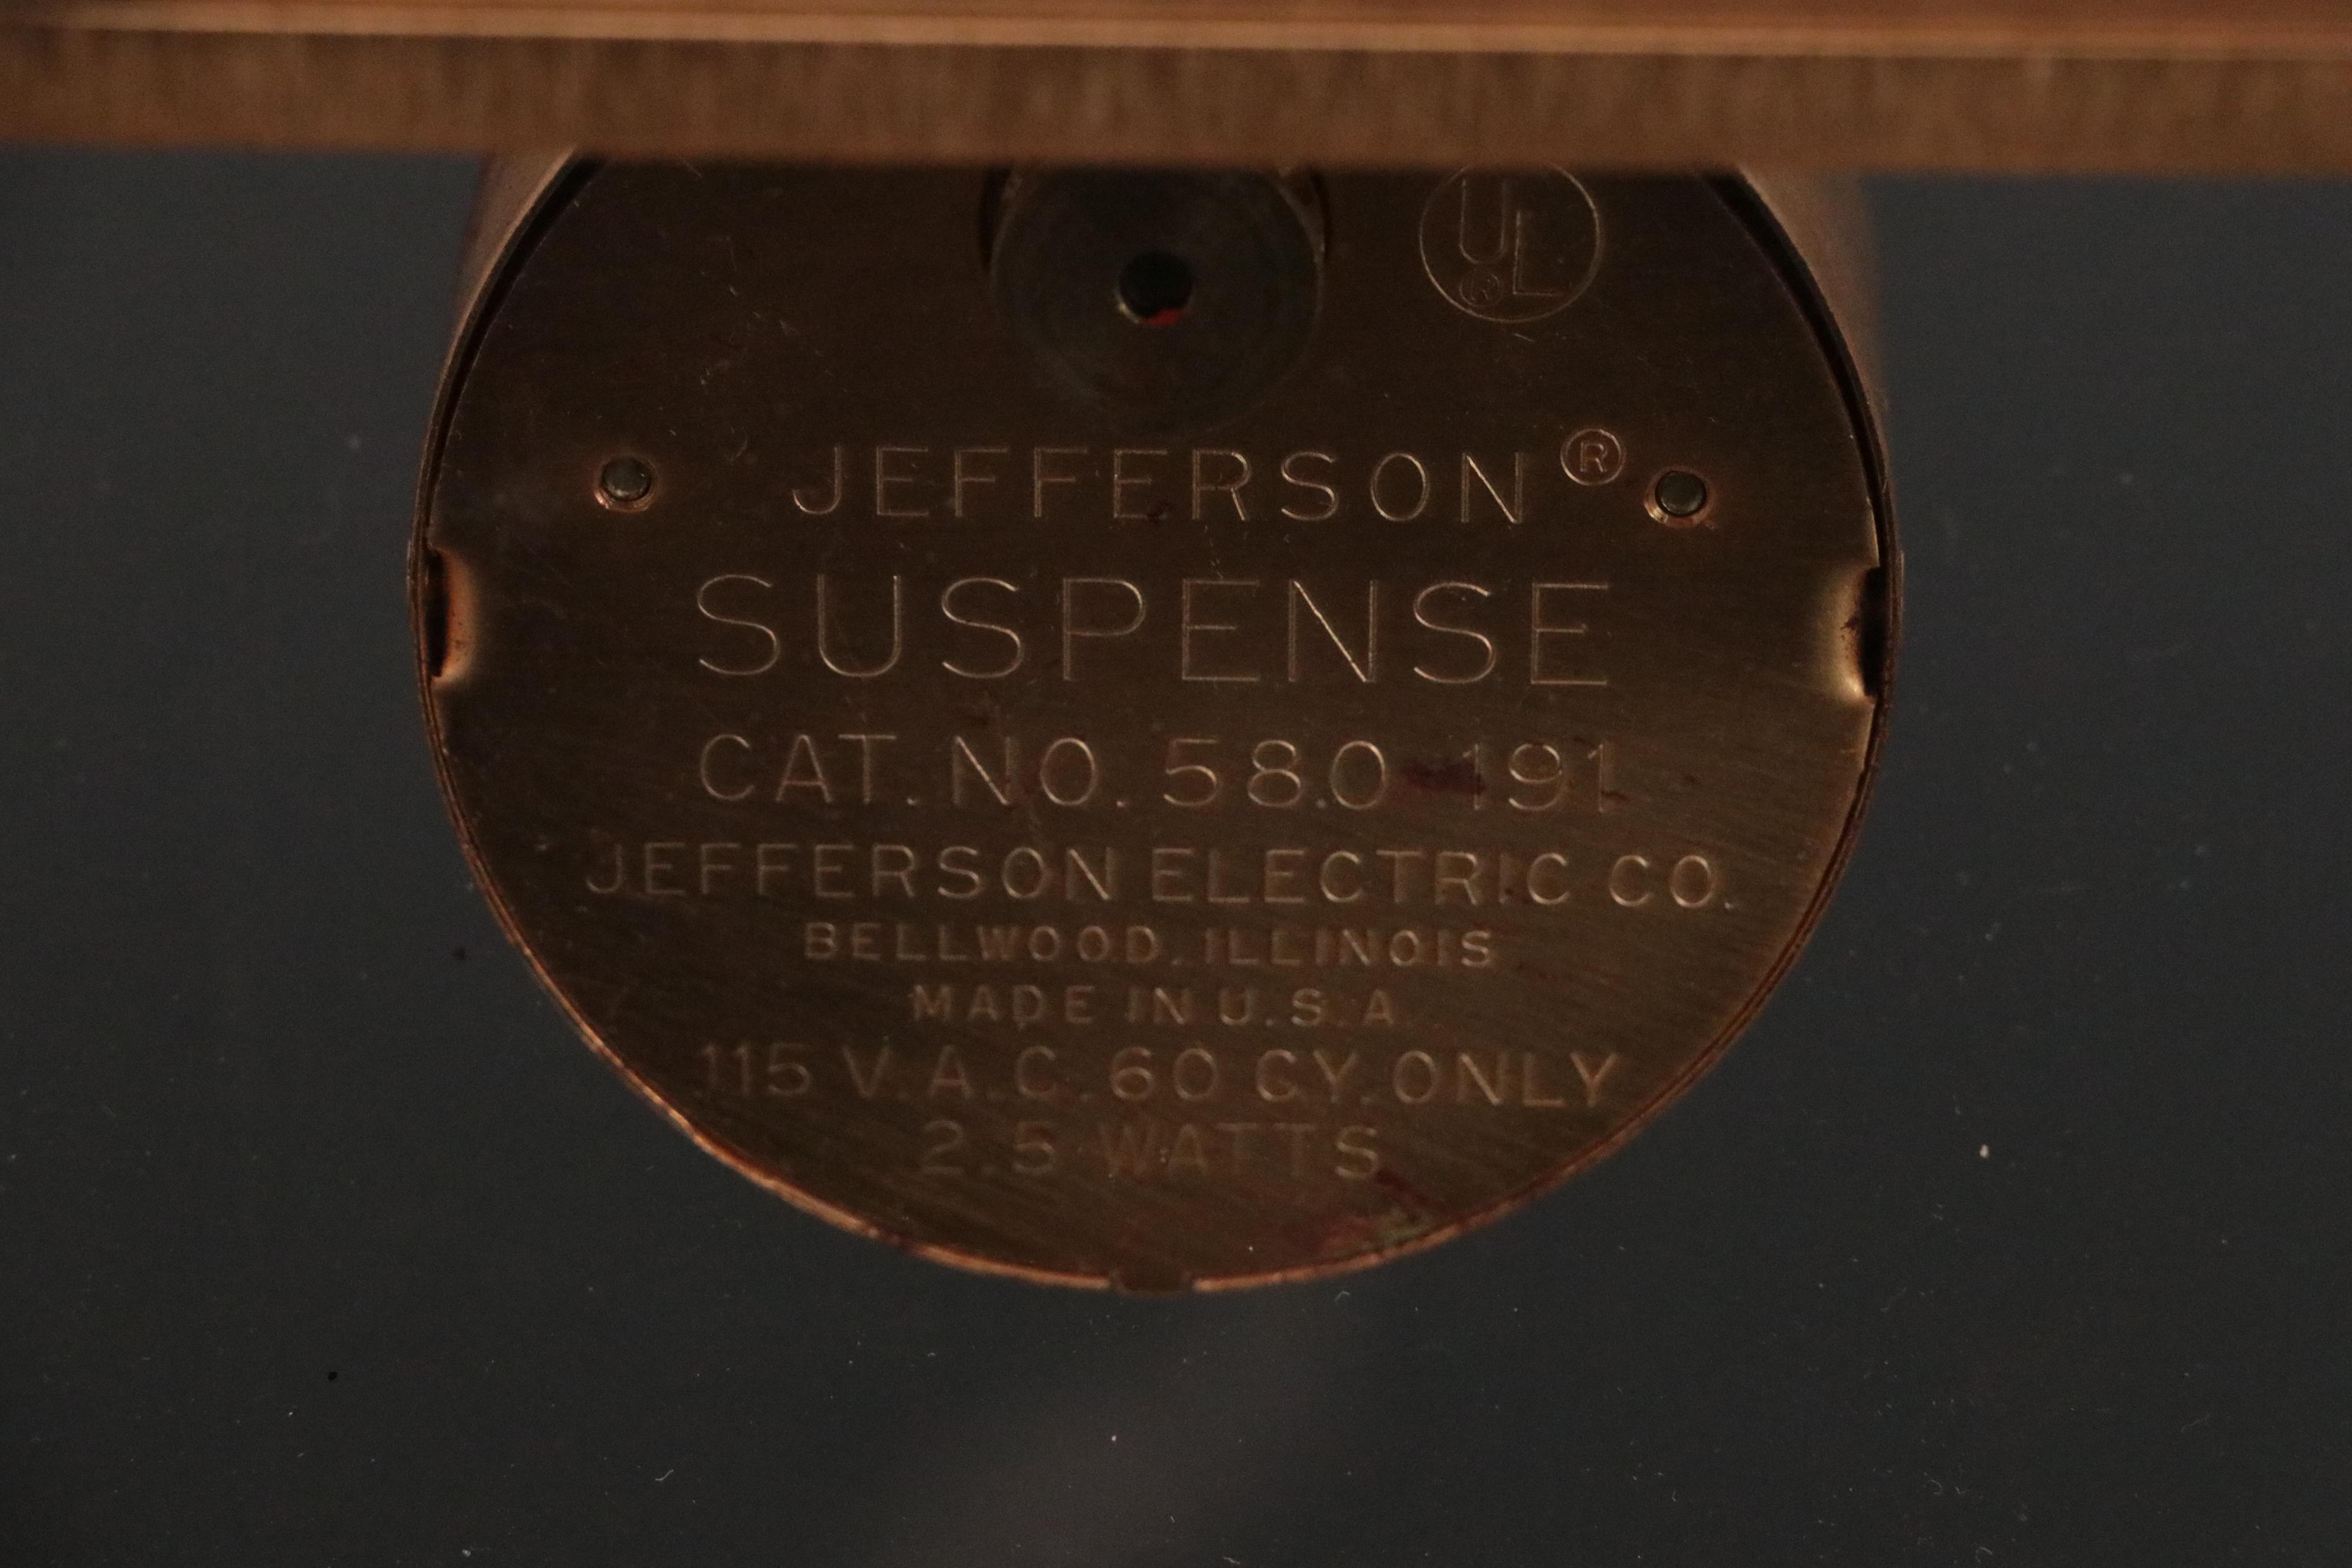 UL®
JEFFERSON®
SUSPENSE
CAT. NO. 580-191
JEFFERSON ELECTRIC CO.
BELLWOOD, ILLINOIS
MADE IN U.S.A.
115 V.A.C. 60 CY. ONLY
2.5 WATTS